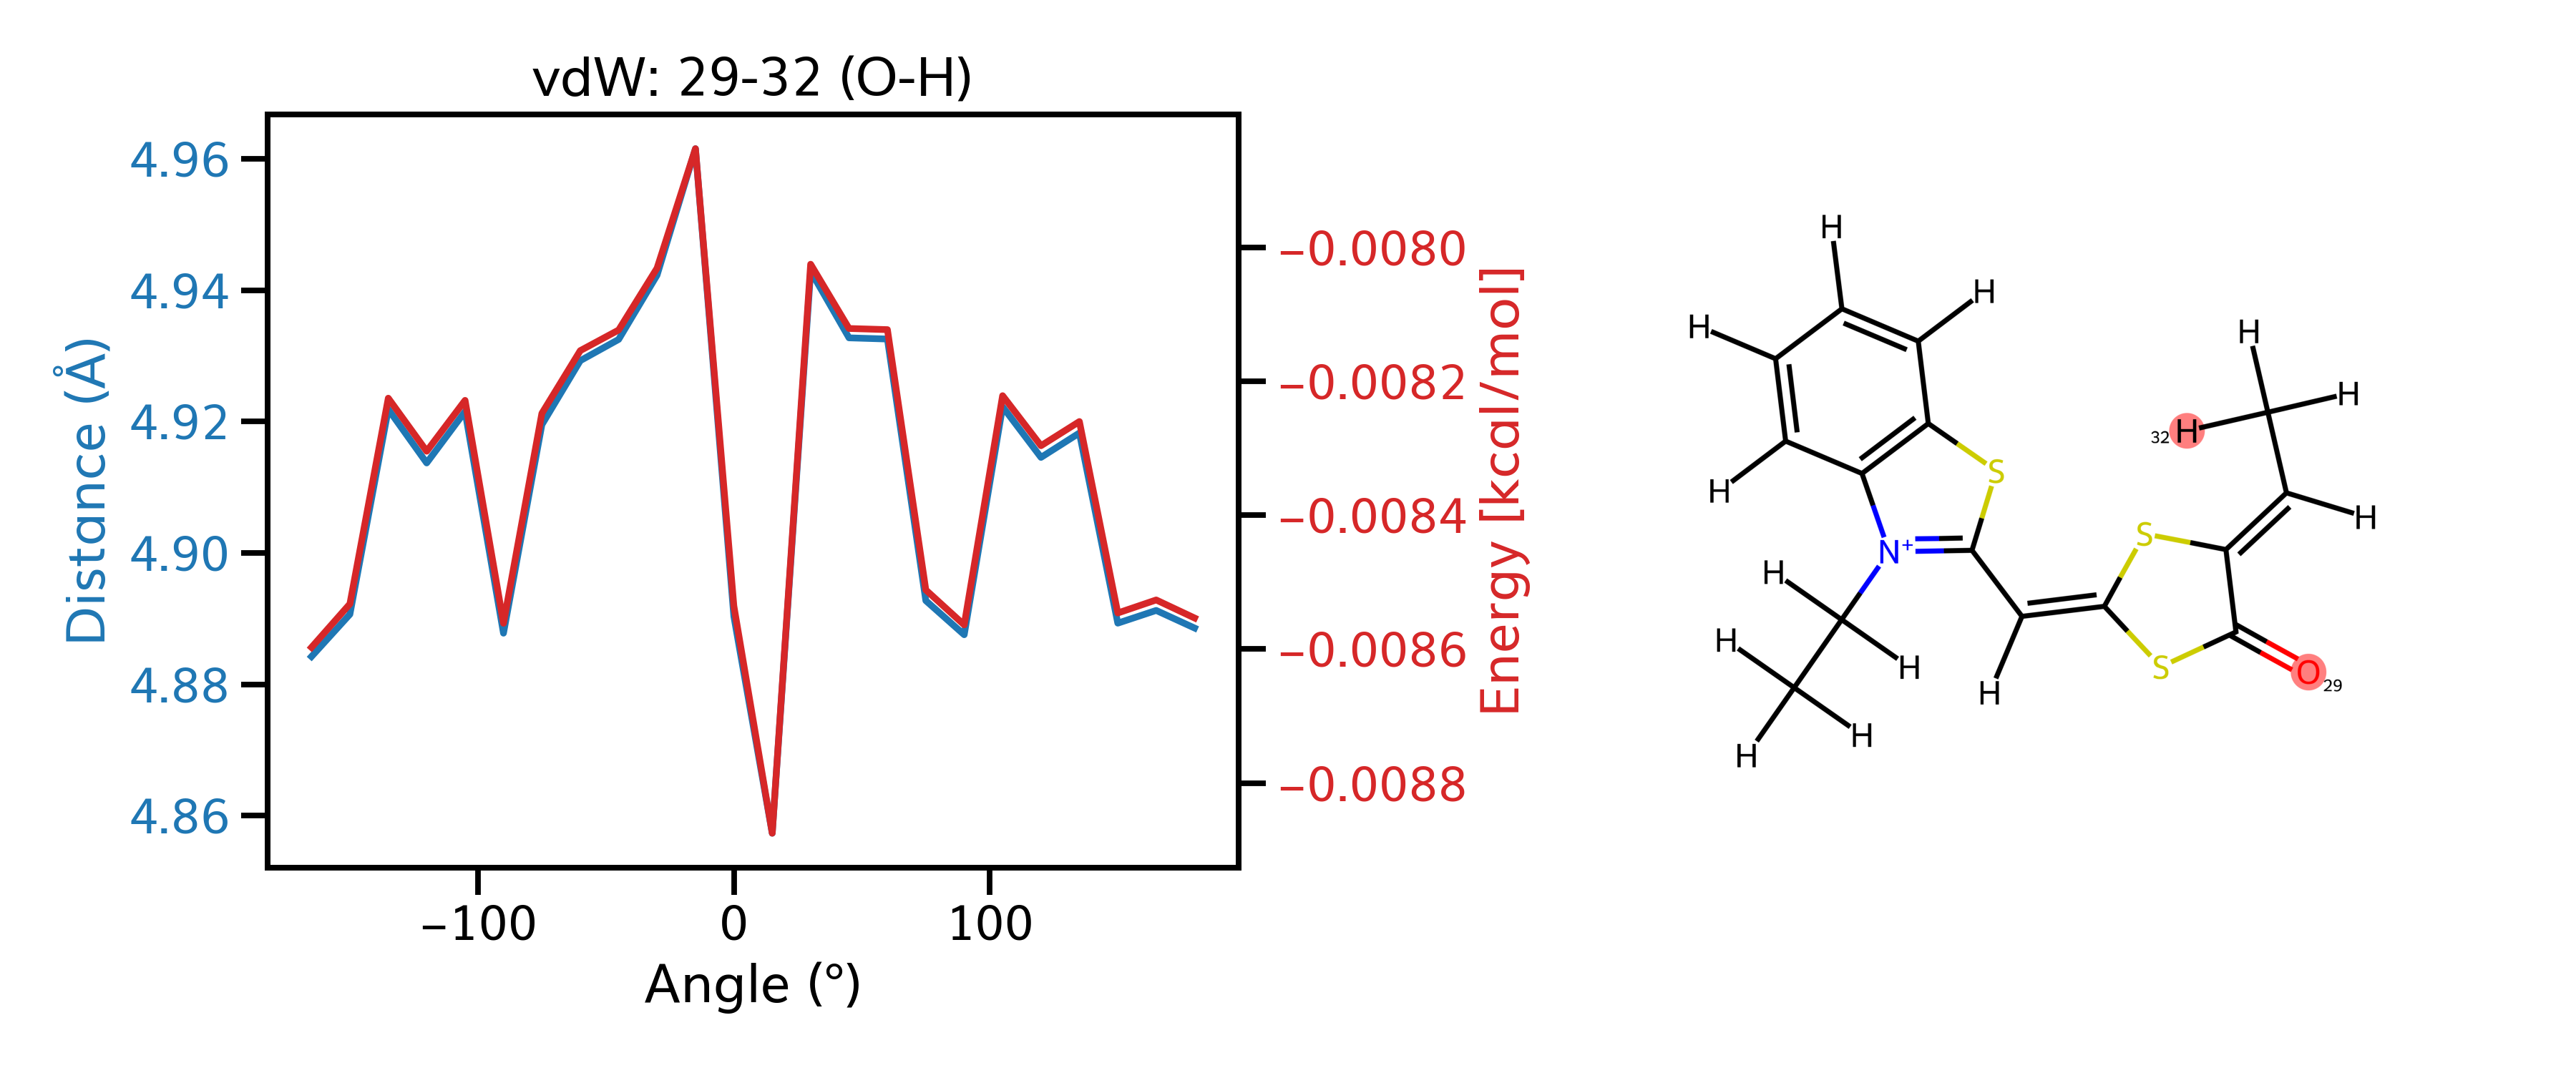 vdW: 29-32 (O-H)
4.96
4.94
4.92
4.90
4.88
4.86
Distance (Å)
−0.0080
−0.0082
−0.0084
−0.0086
−0.0088
Energy [kcal/mol]
−100 0 100
Angle (°)
H
H
H
H
H
H
32 H
S
H
H
S
N+
H
H
H
S
O 29
H
H
H